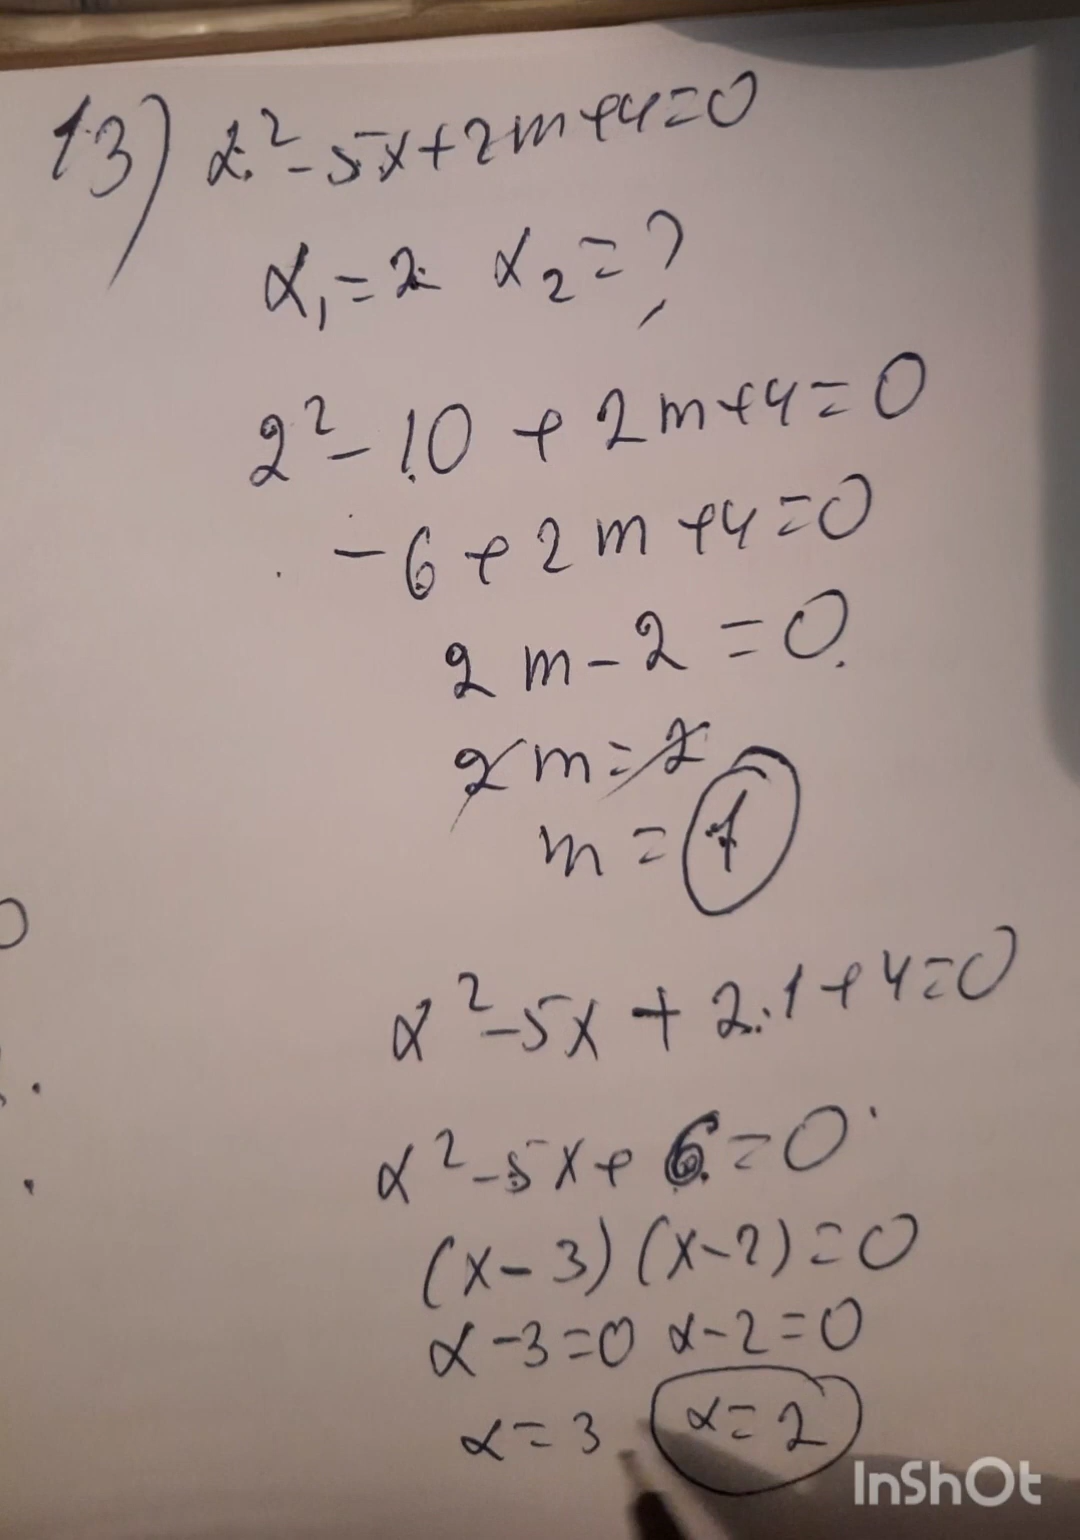 13) x²-5x+2m+4=0
x₁=2 x₂=?
2²-10+2m+4=0
-6+2m+4=0
2m-2=0
2m=2
m=1
x²-5x+2·1+4=0
x²-5x+6=0
(x-3)(x-2)=0
x-3=0 x-2=0
x=3 x=2
InShOt